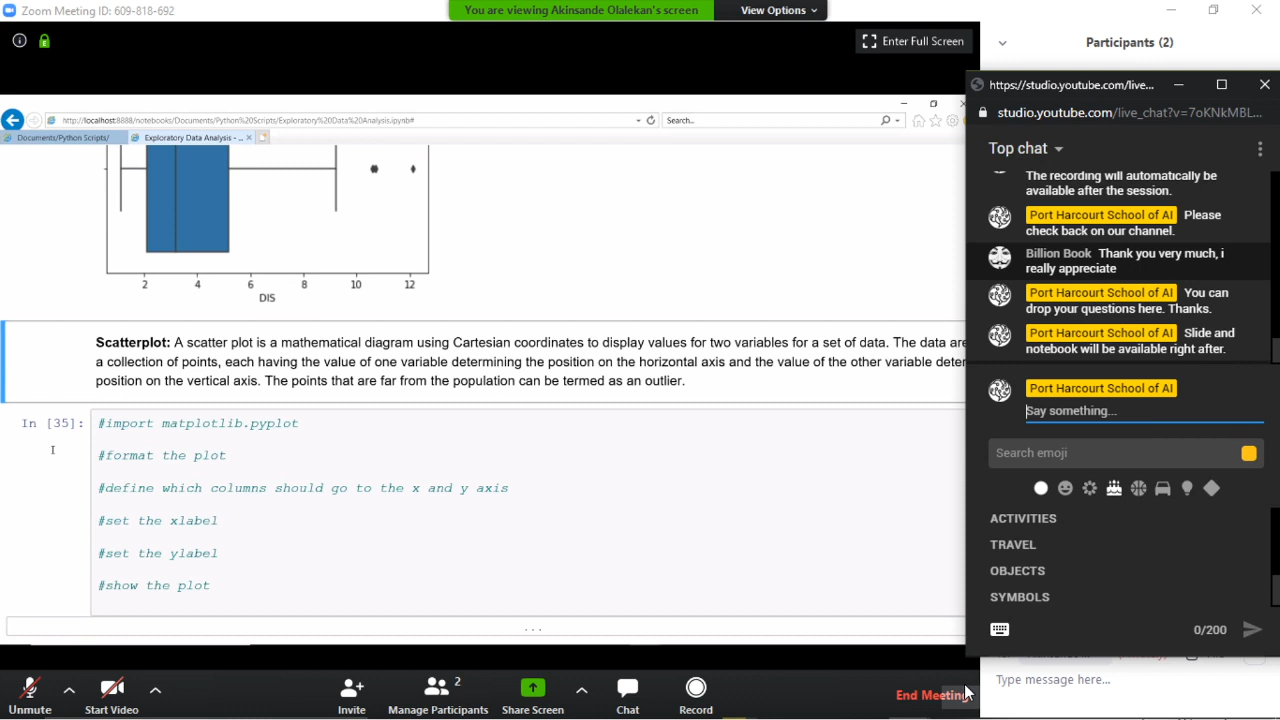 Zoom Meeting ID: 609-818-692
You are viewing Akinsande Olalekan's screen
View Options
Enter Full Screen
http://localhost:8888/notebooks/Documents/Python%20Scripts/Exploratory%20Data%20Analysis.ipynb#
Search...
Documents/Python Scripts/
Exploratory Data Analysis - ...
2 4 6 8 10 12
DIS
Scatterplot: A scatter plot is a mathematical diagram using Cartesian coordinates to display values for two variables for a set of data. The data are
a collection of points, each having the value of one variable determining the position on the horizontal axis and the value of the other variable deter
position on the vertical axis. The points that are far from the population can be termed as an outlier.
In [35]:
#import matplotlib.pyplot
#format the plot
#define which columns should go to the x and y axis
#set the xlabel
#set the ylabel
#show the plot
...
Unmute
Start Video
Invite
2
Manage Participants
Share Screen
Chat
Record
End Meeting
Participants (2)
https://studio.youtube.com/live...
studio.youtube.com/live_chat?v=7oKNkMBL...
Top chat
The recording will automatically be
available after the session.
Port Harcourt School of AI Please
check back on our channel.
Billion Book Thank you very much, i
really appreciate
Port Harcourt School of AI You can
drop your questions here. Thanks.
Port Harcourt School of AI Slide and
notebook will be available right after.
Port Harcourt School of AI
Say something...
Search emoji
ACTIVITIES
TRAVEL
OBJECTS
SYMBOLS
0/200
Type message here...